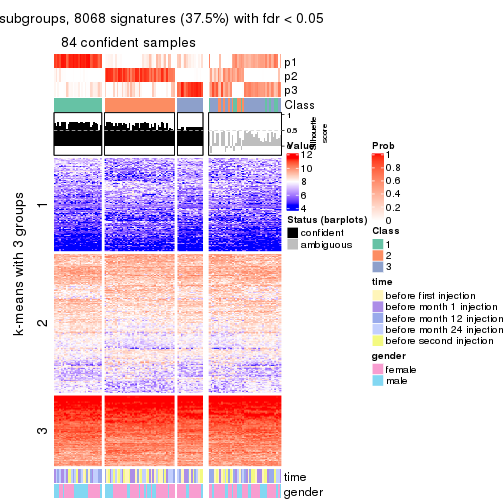 subgroups, 8068 signatures (37.5%) with fdr < 0.05
84 confident samples
p1
p2
p3
Class
1
0.5
0
Silhouette
score
k-means with 3 groups
1
2
3
time
gender
Value
12
10
8
6
4
Status (barplots)
confident
ambiguous
Prob
1
0.8
0.6
0.4
0.2
0
Class
1
2
3
time
before first injection
before month 1 injection
before month 12 injection
before month 24 injection
before second injection
gender
female
male